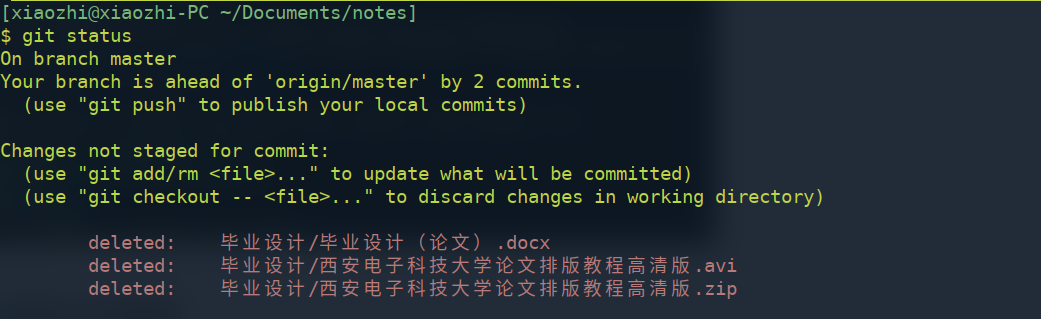 [xiaozhi@xiaozhi-PC ~/Documents/notes]
$ git status
On branch master
Your branch is ahead of 'origin/master' by 2 commits.
  (use "git push" to publish your local commits)

Changes not staged for commit:
  (use "git add/rm <file>..." to update what will be committed)
  (use "git checkout -- <file>..." to discard changes in working directory)

        deleted:    毕业设计/毕业设计（论文）.docx
        deleted:    毕业设计/西安电子科技大学论文排版教程高清版.avi
        deleted:    毕业设计/西安电子科技大学论文排版教程高清版.zip